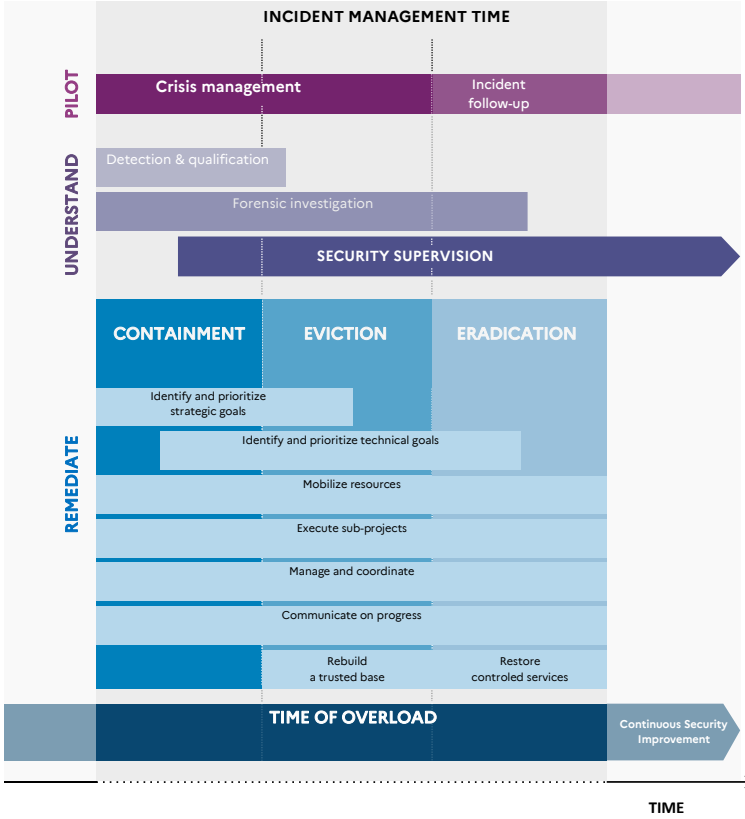 INCIDENT MANAGEMENT TIME
PILOT
Crisis management
Incident
follow-up
UNDERSTAND
Detection & qualification
Forensic investigation
SECURITY SUPERVISION
REMEDIATE
CONTAINMENT
EVICTION
ERADICATION
Identify and prioritize
strategic goals
Identify and prioritize technical goals
Mobilize resources
Execute sub-projects
Manage and coordinate
Communicate on progress
Rebuild
a trusted base
Restore
controled services
TIME OF OVERLOAD
Continuous Security
Improvement
TIME